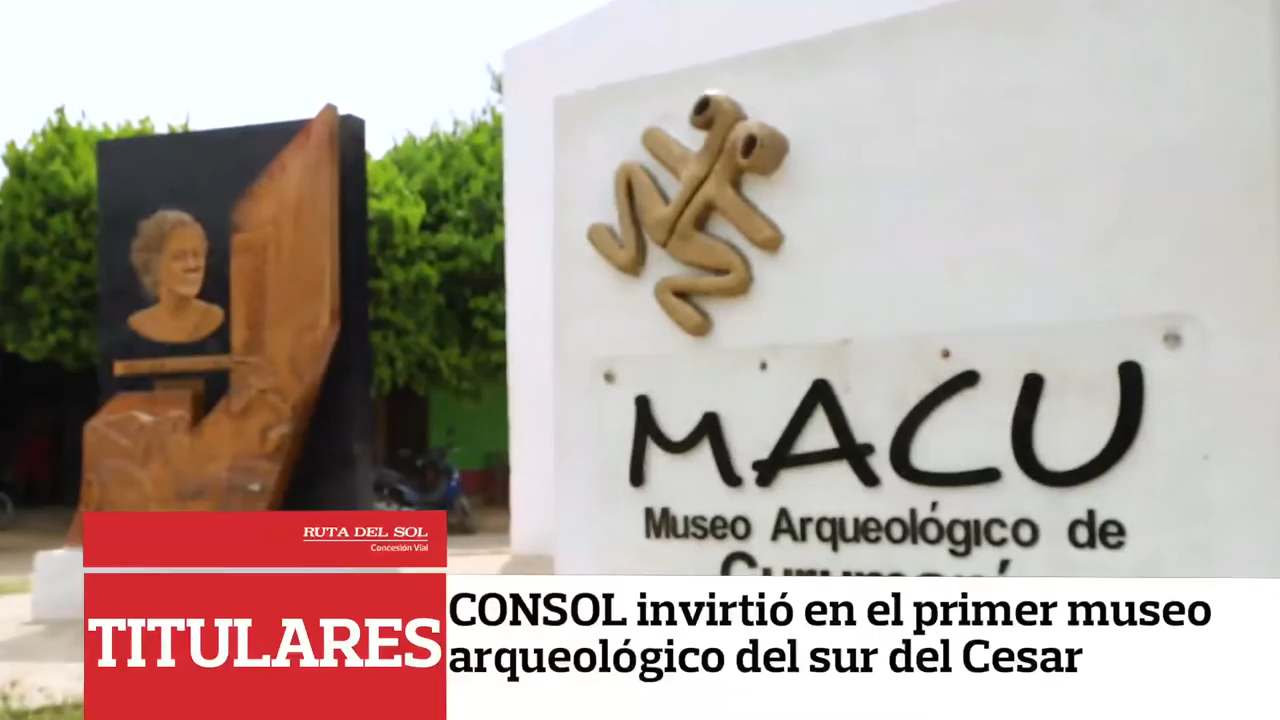 MACU
Museo Arqueológico de
RUTA DEL SOL
Concesión Vial
TITULARES
CONSOL invirtió en el primer museo
arqueológico del sur del Cesar